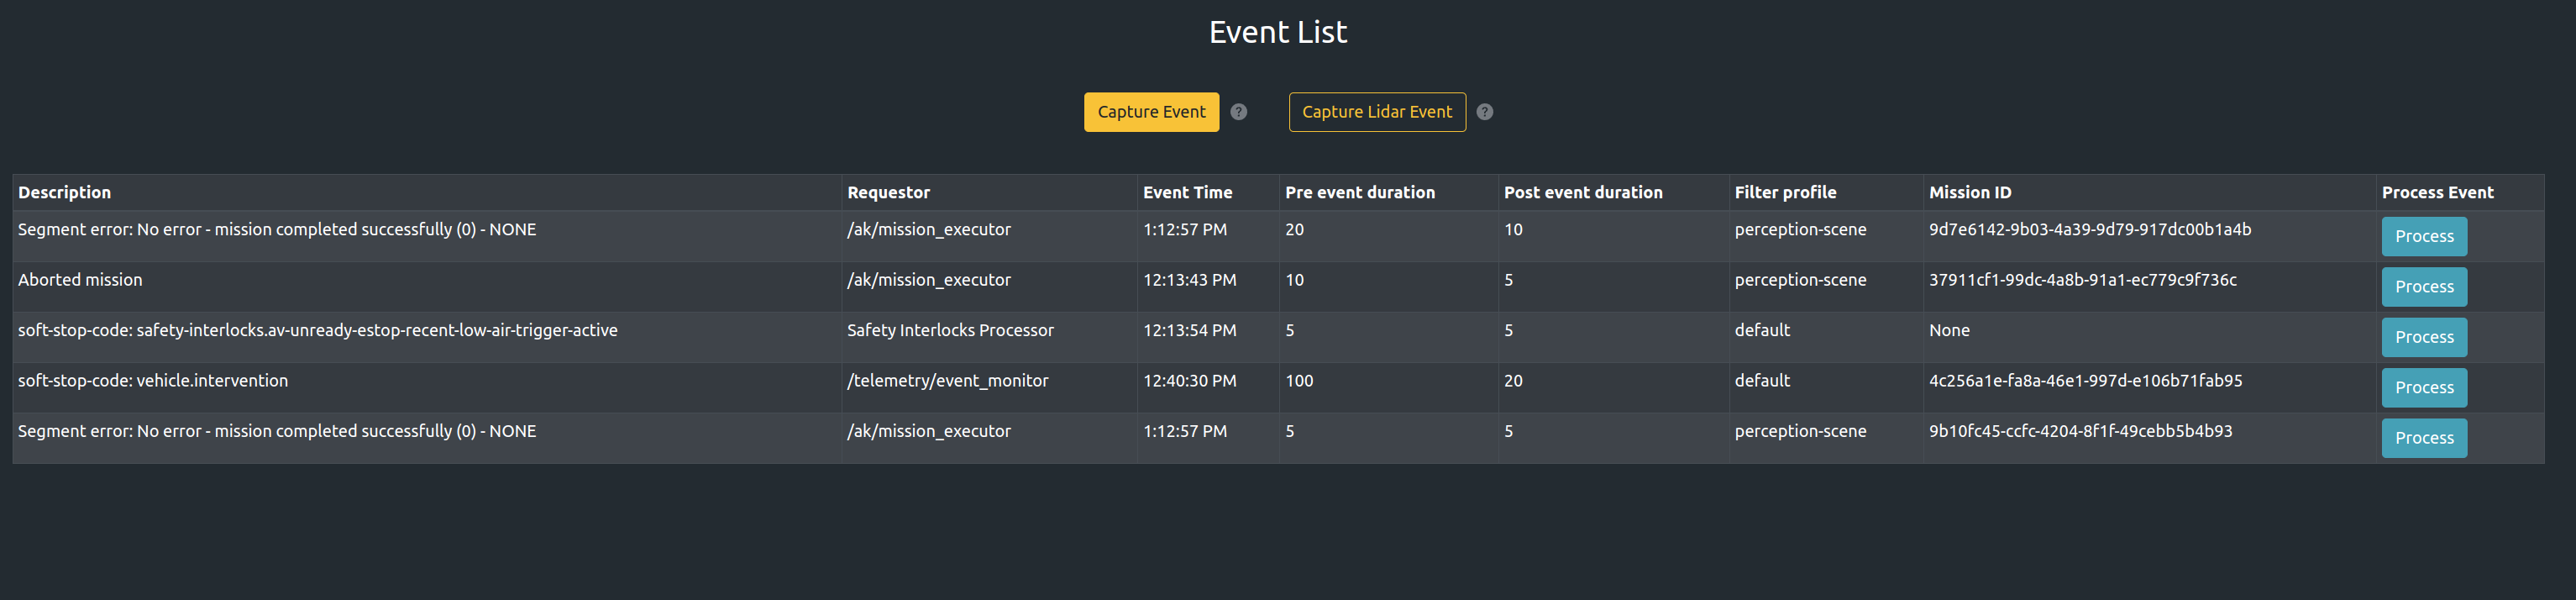 Event List
Capture Event ? Capture Lidar Event ?
Description Requestor Event Time Pre event duration Post event duration Filter profile Mission ID Process Event
Segment error: No error - mission completed successfully (0) - NONE /ak/mission_executor 1:12:57 PM 20 10 perception-scene 9d7e6142-9b03-4a39-9d79-917dc00b1a4b Process
Aborted mission /ak/mission_executor 12:13:43 PM 10 5 perception-scene 37911cf1-99dc-4a8b-91a1-ec779c9f736c Process
soft-stop-code: safety-interlocks.av-unready-estop-recent-low-air-trigger-active Safety Interlocks Processor 12:13:54 PM 5 5 default None Process
soft-stop-code: vehicle.intervention /telemetry/event_monitor 12:40:30 PM 100 20 default 4c256a1e-fa8a-46e1-997d-e106b71fab95 Process
Segment error: No error - mission completed successfully (0) - NONE /ak/mission_executor 1:12:57 PM 5 5 perception-scene 9b10fc45-ccfc-4204-8f1f-49cebb5b4b93 Process